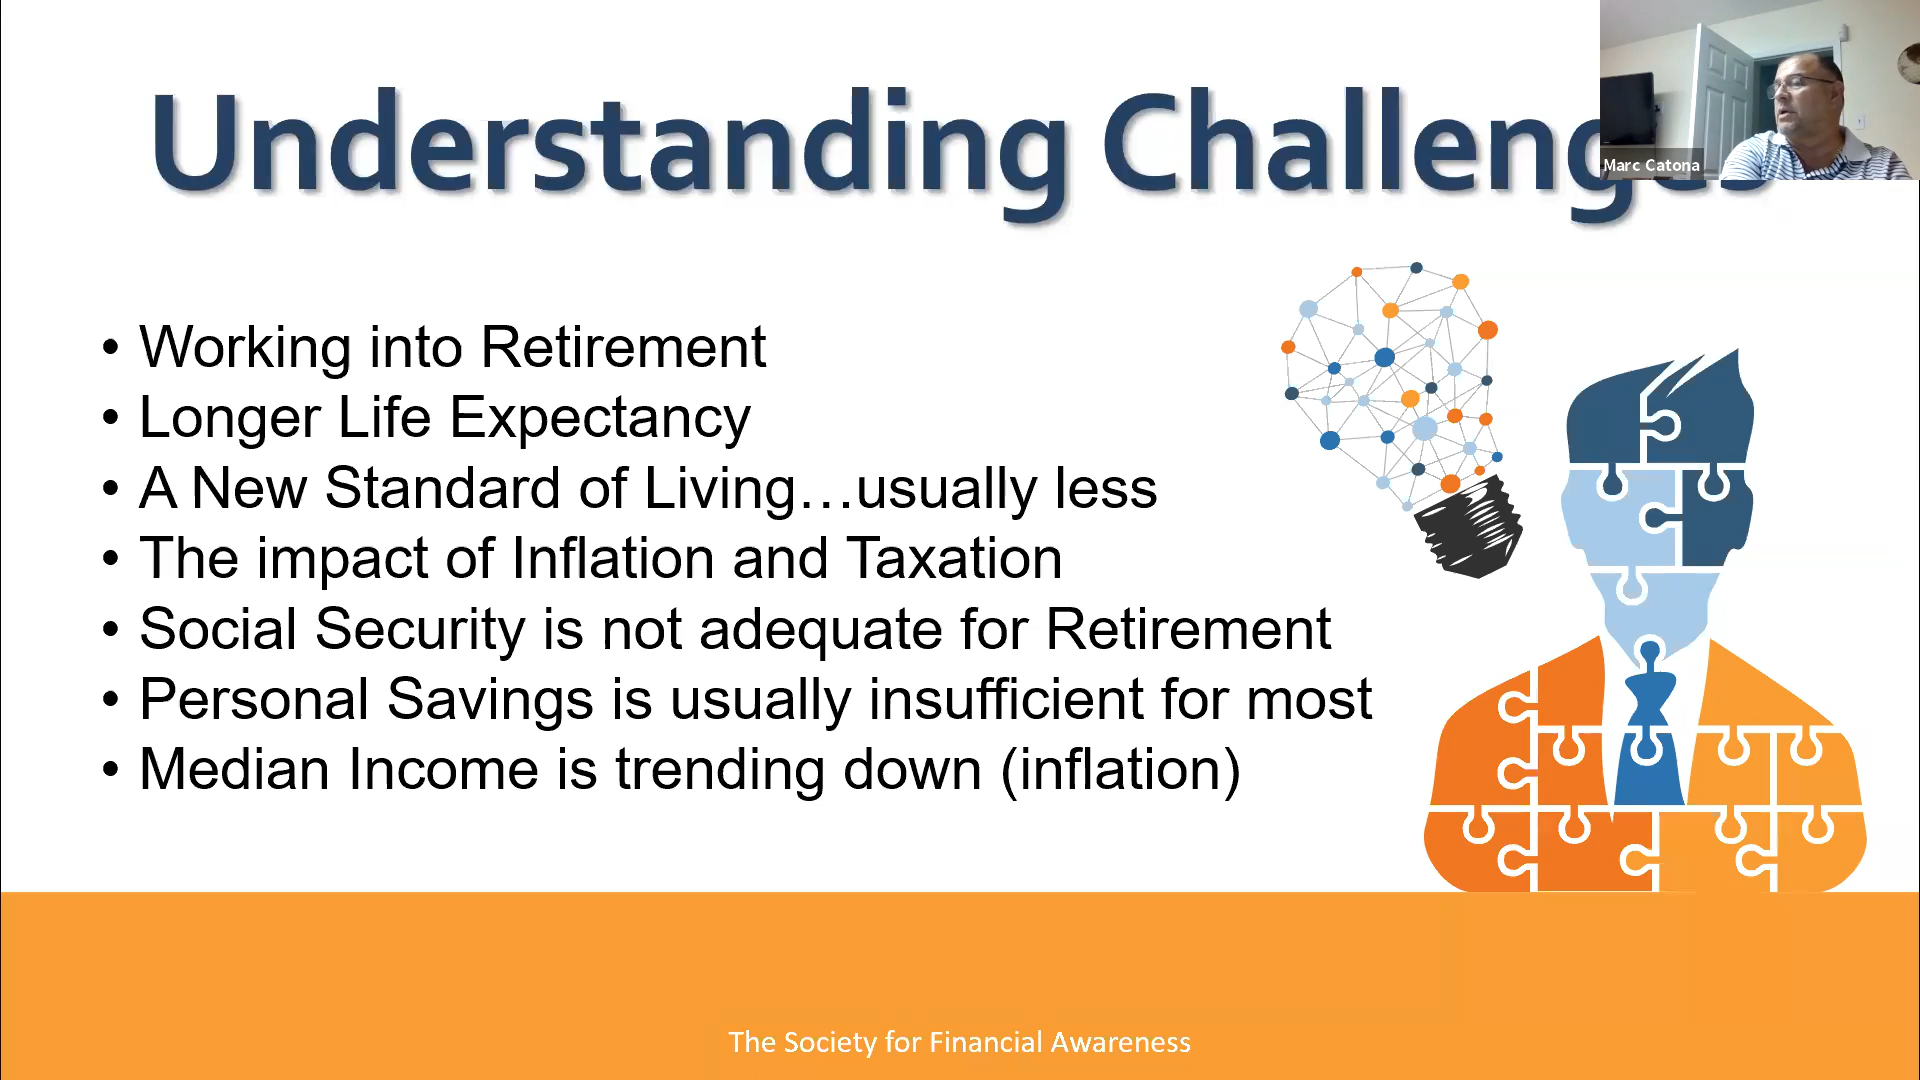 Understanding Challenges
Marc Catona
• Working into Retirement
• Longer Life Expectancy
• A New Standard of Living…usually less
• The impact of Inflation and Taxation
• Social Security is not adequate for Retirement
• Personal Savings is usually insufficient for most
• Median Income is trending down (inflation)
The Society for Financial Awareness